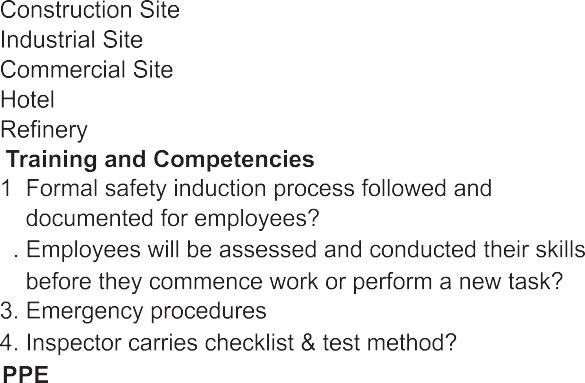 Construction Site
Industrial Site
Commercial Site
Hotel
Refinery
Training and Competencies
1 Formal safety induction process followed and
documented for employees?
. Employees will be assessed and conducted their skills
before they commence work or perform a new task?
3. Emergency procedures
4. Inspector carries checklist & test method?
PPE